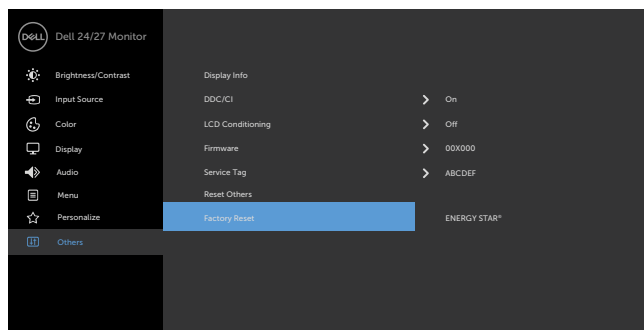 DELL Dell 24/27 Monitor
Brightness/Contrast Display Info
Input Source DDC/CI On
Color LCD Conditioning Off
Display Firmware 00X000
Audio Service Tag ABCDEF
Menu Reset Others
Personalize Factory Reset ENERGY STAR®
Others